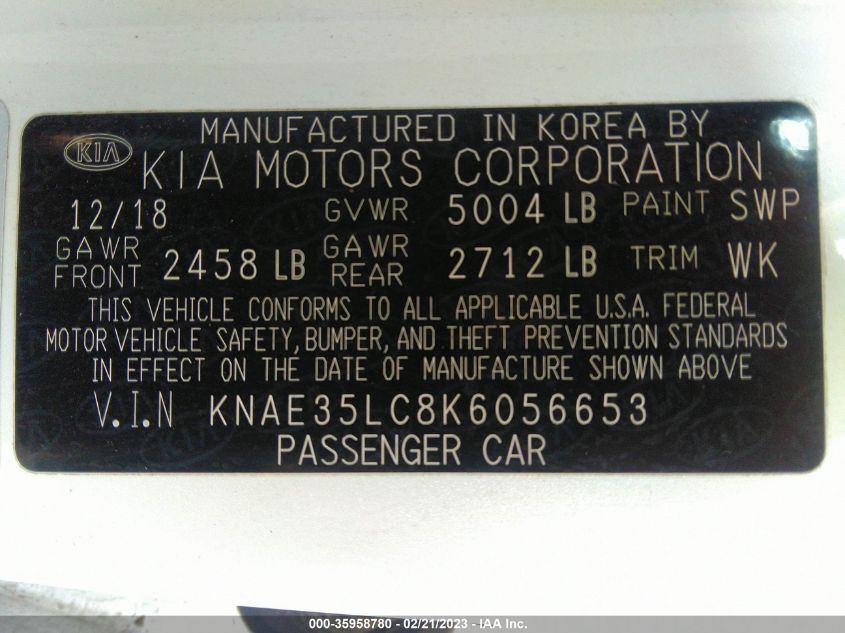 MANUFACTURED IN KOREA BY
KIA KIA MOTORS CORPORATION
12/18 GVWR 5004 LB PAINT SWP
GAWR FRONT 2458 LB GAWR REAR 2712 LB TRIM WK
THIS VEHICLE CONFORMS TO ALL APPLICABLE U.S.A. FEDERAL
MOTOR VEHICLE SAFETY, BUMPER, AND THEFT PREVENTION STANDARDS
IN EFFECT ON THE DATE OF MANUFACTURE SHOWN ABOVE
V.I.N KNAE35LC8K6056653
PASSENGER CAR
000-35958780 - 02/21/2023 - IAA Inc.